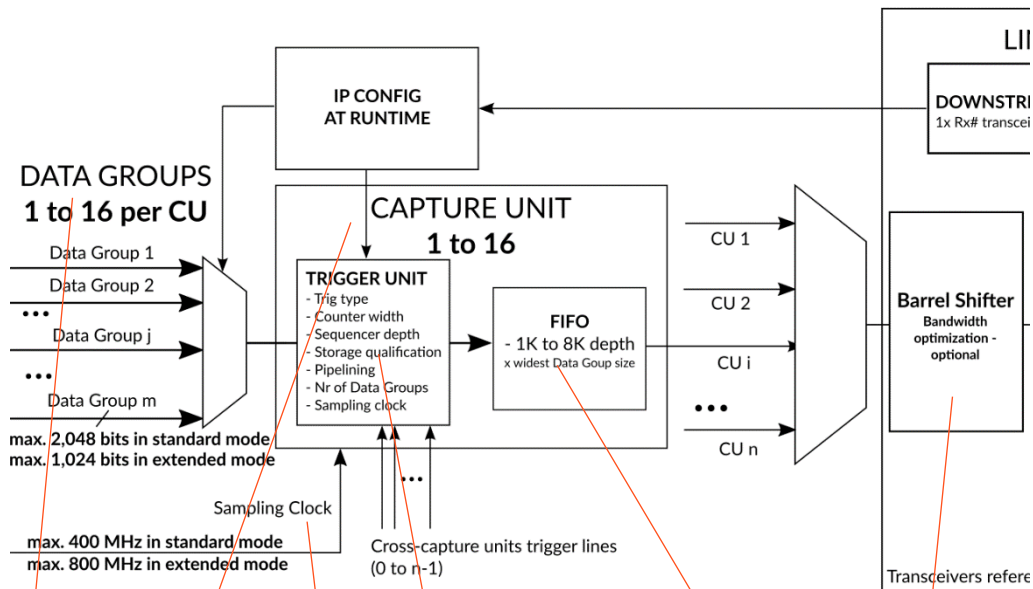 LIN
IP CONFIG
AT RUNTIME
DOWNSTRE
1x Rx# transcei
DATA GROUPS
1 to 16 per CU
CAPTURE UNIT
1 to 16
Data Group 1
Data Group 2
...
Data Group j
...
Data Group m
max. 2,048 bits in standard mode
max. 1,024 bits in extended mode
TRIGGER UNIT
- Trig type
- Counter width
- Sequencer depth
- Storage qualification
- Pipelining
- Nr of Data Groups
- Sampling clock
FIFO
- 1K to 8K depth
x widest Data Goup size
CU 1
CU 2
CU i
...
CU n
Barrel Shifter
Bandwidth
optimization -
optional
...
Sampling Clock
max. 400 MHz in standard mode
max. 800 MHz in extended mode
Cross-capture units trigger lines
(0 to n-1)
Transceivers refere